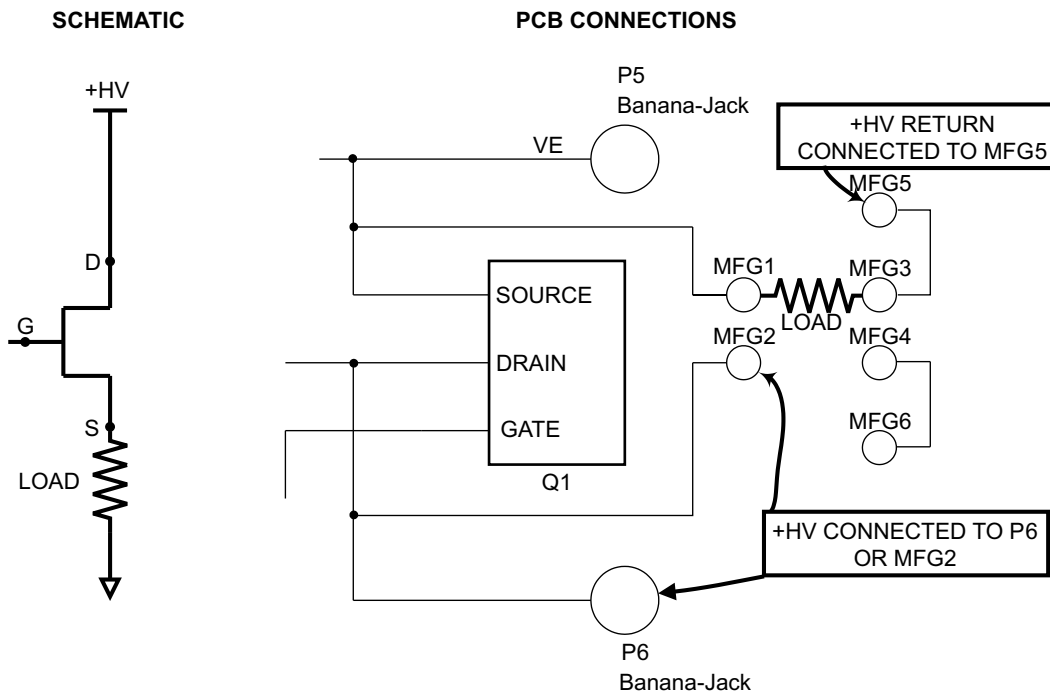 SCHEMATIC
+HV
D
G
S
LOAD
PCB CONNECTIONS
P5
Banana-Jack
VE
+HV RETURN
CONNECTED TO MFG5
MFG5
SOURCE
MFG1
MFG3
LOAD
DRAIN
MFG2
MFG4
GATE
MFG6
Q1
+HV CONNECTED TO P6
OR MFG2
P6
Banana-Jack